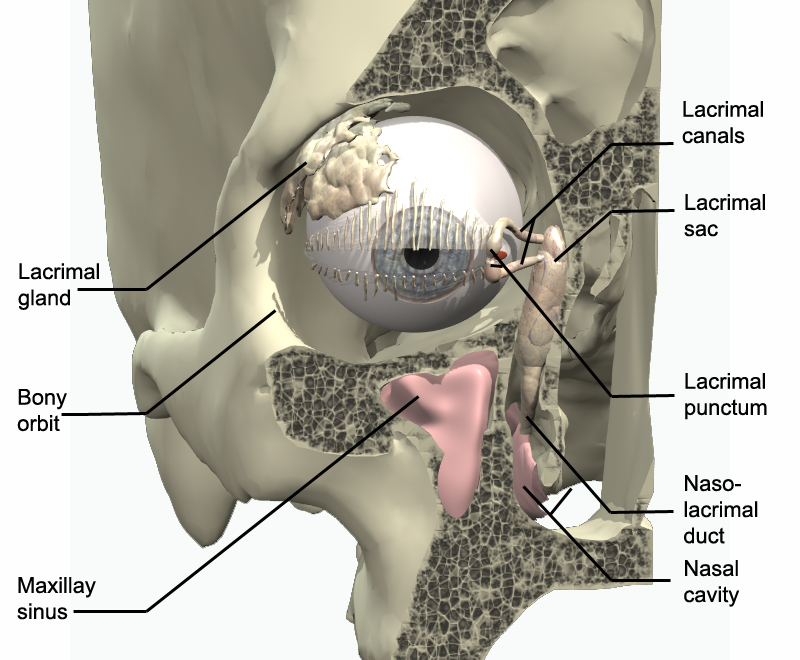 Lacrimal
canals
Lacrimal
sac
Lacrimal
gland
Lacrimal
punctum
Bony
orbit
Naso-
lacrimal
duct
Nasal
cavity
Maxillay
sinus